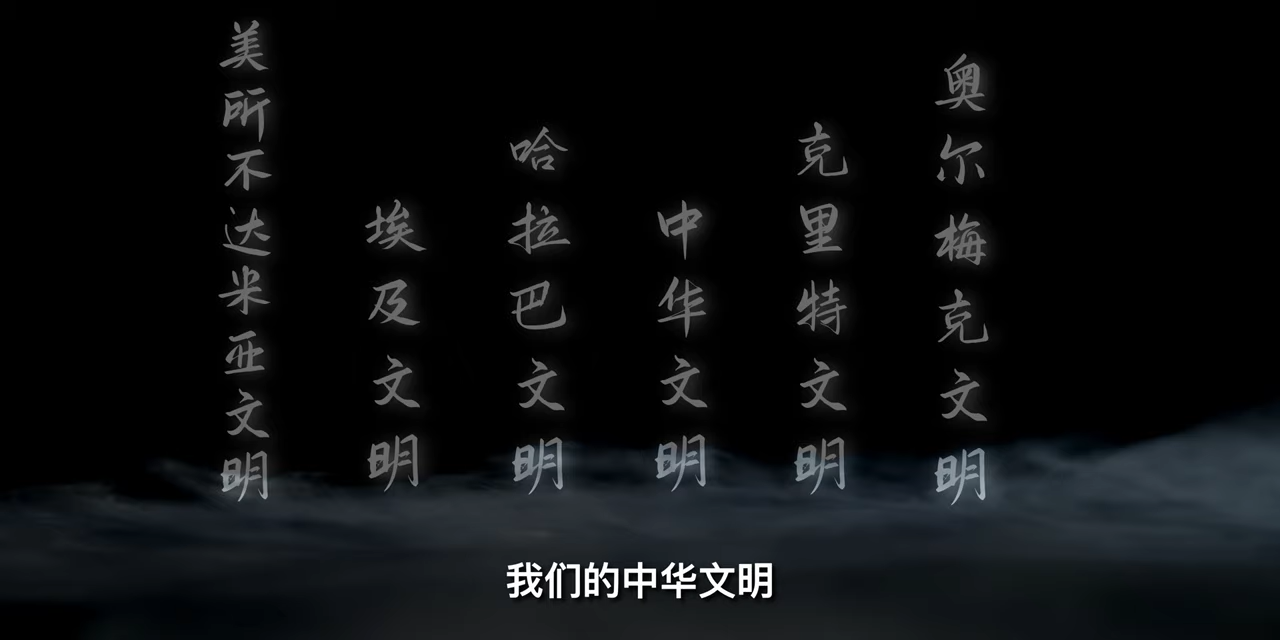 美所不达米亚文明
埃及文明
哈拉巴文明
中华文明
克里特文明
奥尔梅克文明
我们的中华文明